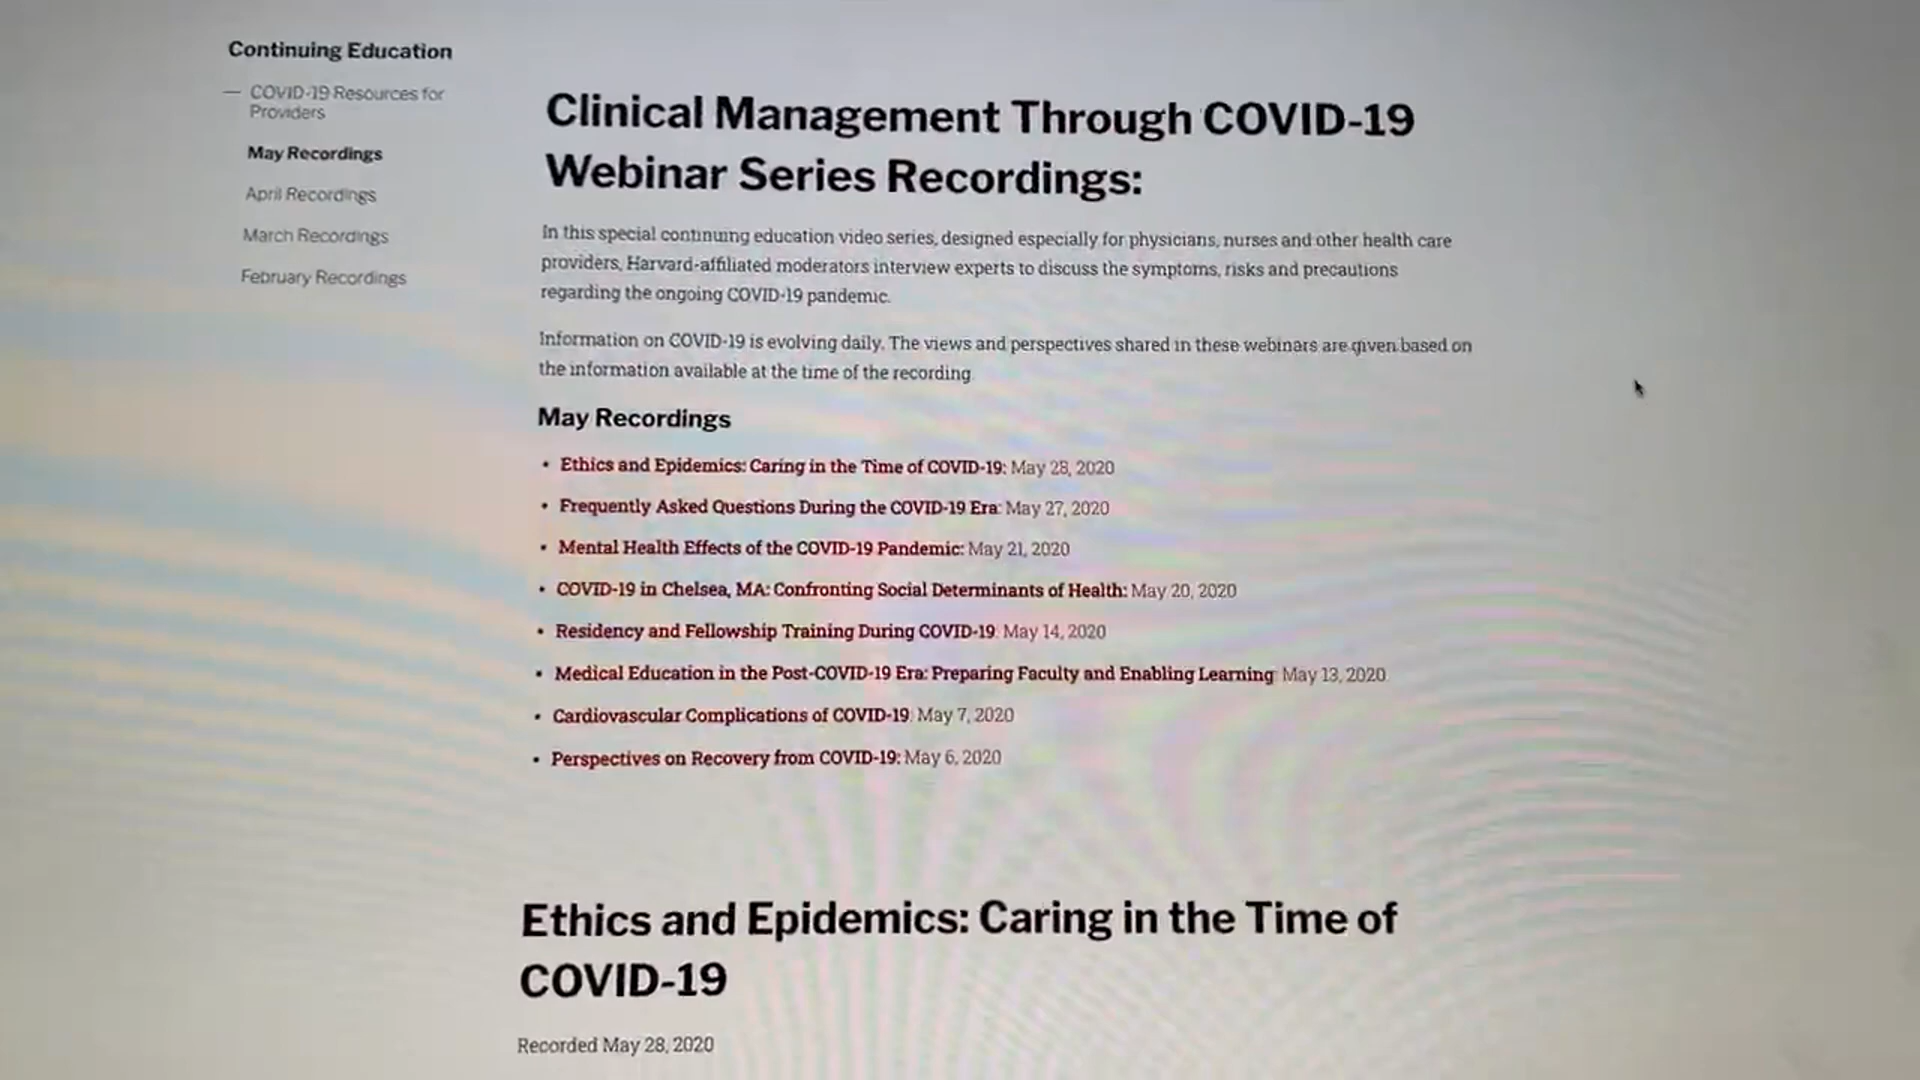 Continuing Education
— COVID-19 Resources for
Providers
May Recordings
April Recordings
March Recordings
February Recordings
Clinical Management Through COVID-19
Webinar Series Recordings:
In this special continuing education video series, designed especially for physicians, nurses and other health care
providers, Harvard-affiliated moderators interview experts to discuss the symptoms, risks and precautions
regarding the ongoing COVID-19 pandemic.
Information on COVID-19 is evolving daily. The views and perspectives shared in these webinars are given based on
the information available at the time of the recording.
May Recordings
• Ethics and Epidemics: Caring in the Time of COVID-19: May 28, 2020
• Frequently Asked Questions During the COVID-19 Era: May 27, 2020
• Mental Health Effects of the COVID-19 Pandemic: May 21, 2020
• COVID-19 in Chelsea, MA: Confronting Social Determinants of Health: May 20, 2020
• Residency and Fellowship Training During COVID-19: May 14, 2020
• Medical Education in the Post-COVID-19 Era: Preparing Faculty and Enabling Learning: May 13, 2020
• Cardiovascular Complications of COVID-19: May 7, 2020
• Perspectives on Recovery from COVID-19: May 6, 2020
Ethics and Epidemics: Caring in the Time of
COVID-19
Recorded May 28, 2020